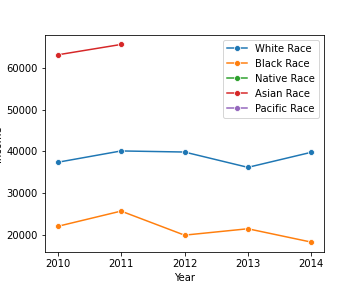 White Race
Black Race
Native Race
Asian Race
Pacific Race
60000
50000
40000
30000
20000
2010
2011
2012
2013
2014
Year